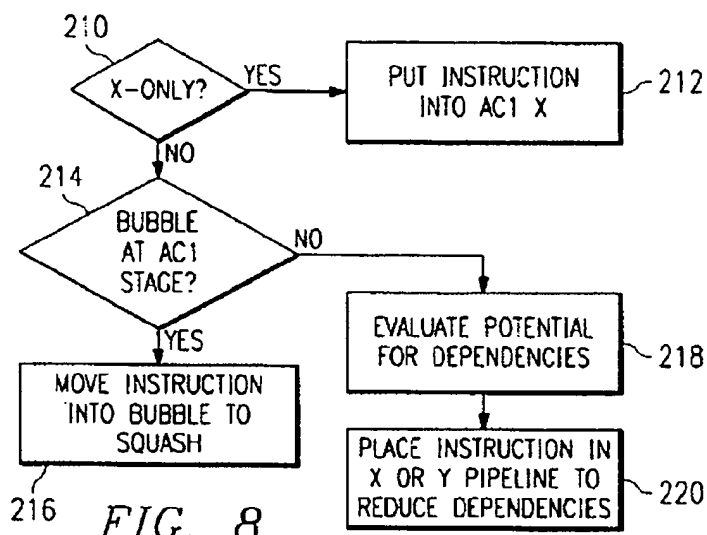 210
X-ONLY?
YES
PUT INSTRUCTION
INTO AC1 X
212
NO
214
BUBBLE
AT AC1
STAGE?
NO
YES
EVALUATE POTENTIAL
FOR DEPENDENCIES
218
MOVE INSTRUCTION
INTO BUBBLE TO
SQUASH
216
PLACE INSTRUCTION IN
X OR Y PIPELINE TO
REDUCE DEPENDENCIES
220
FIG. 8